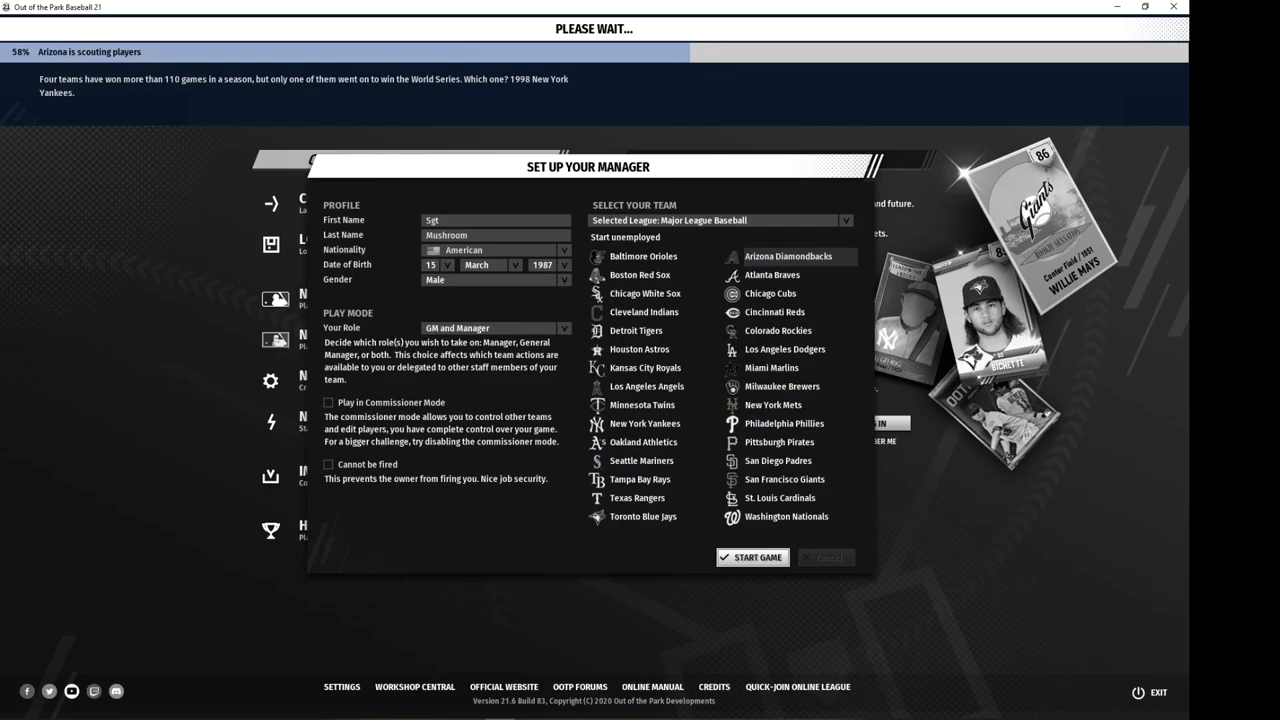 Out of the Park Baseball 21
PLEASE WAIT...
58% Arizona is scouting players
Four teams have won more than 110 games in a season, but only one of them went on to win the World Series. Which one? 1998 New York
Yankees.
SET UP YOUR MANAGER
PROFILE
First Name Sgt
Last Name Mushroom
Nationality American
Date of Birth 15 March 1987
Gender Male
PLAY MODE
Your Role GM and Manager
Decide which role(s) you wish to take on: Manager, General
Manager, or both. This choice affects which team actions are
available to you or delegated to other staff members of your
team.
Play in Commissioner Mode
The commissioner mode allows you to control other teams
and edit players, you have complete control over your game.
For a bigger challenge, try disabling the commissioner mode.
Cannot be fired
This prevents the owner from firing you. Nice job security.
SELECT YOUR TEAM
Selected League: Major League Baseball
Start unemployed
Baltimore Orioles Arizona Diamondbacks
Boston Red Sox Atlanta Braves
Chicago White Sox Chicago Cubs
Cleveland Indians Cincinnati Reds
Detroit Tigers Colorado Rockies
Houston Astros Los Angeles Dodgers
Kansas City Royals Miami Marlins
Los Angeles Angels Milwaukee Brewers
Minnesota Twins New York Mets
New York Yankees Philadelphia Phillies
Oakland Athletics Pittsburgh Pirates
Seattle Mariners San Diego Padres
Tampa Bay Rays San Francisco Giants
Texas Rangers St. Louis Cardinals
Toronto Blue Jays Washington Nationals
START GAME Cancel
and future.
ets.
IN
BER ME
86
Giants
ROOKIE SENSATION
Center Field / 1951
WILLIE MAYS
BICHETTE
OOT
SETTINGS WORKSHOP CENTRAL OFFICIAL WEBSITE OOTP FORUMS ONLINE MANUAL CREDITS QUICK-JOIN ONLINE LEAGUE
Version 21.6 Build 83, Copyright (C) 2020 Out of the Park Developments
EXIT